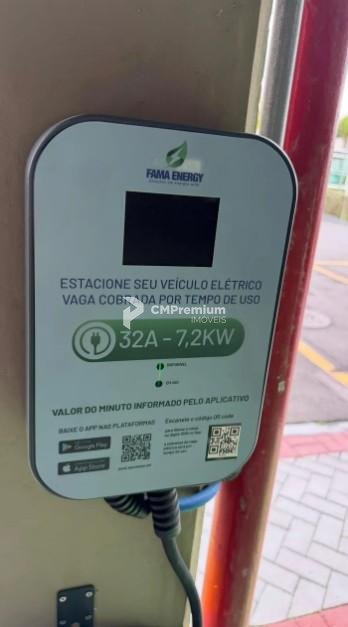 FAMA ENERGY
ESTACIONE SEU VEÍCULO ELÉTRICO
VAGA COBRADA POR TEMPO DE USO
CMPremium
IMÓVEIS
32A - 7,2KW
DISPONÍVEL
EM USO
VALOR DO MINUTO INFORMADO PELO APLICATIVO
BAIXE O APP NAS PLATAFORMAS
Escaneie o código QR code
Google Play
App Store